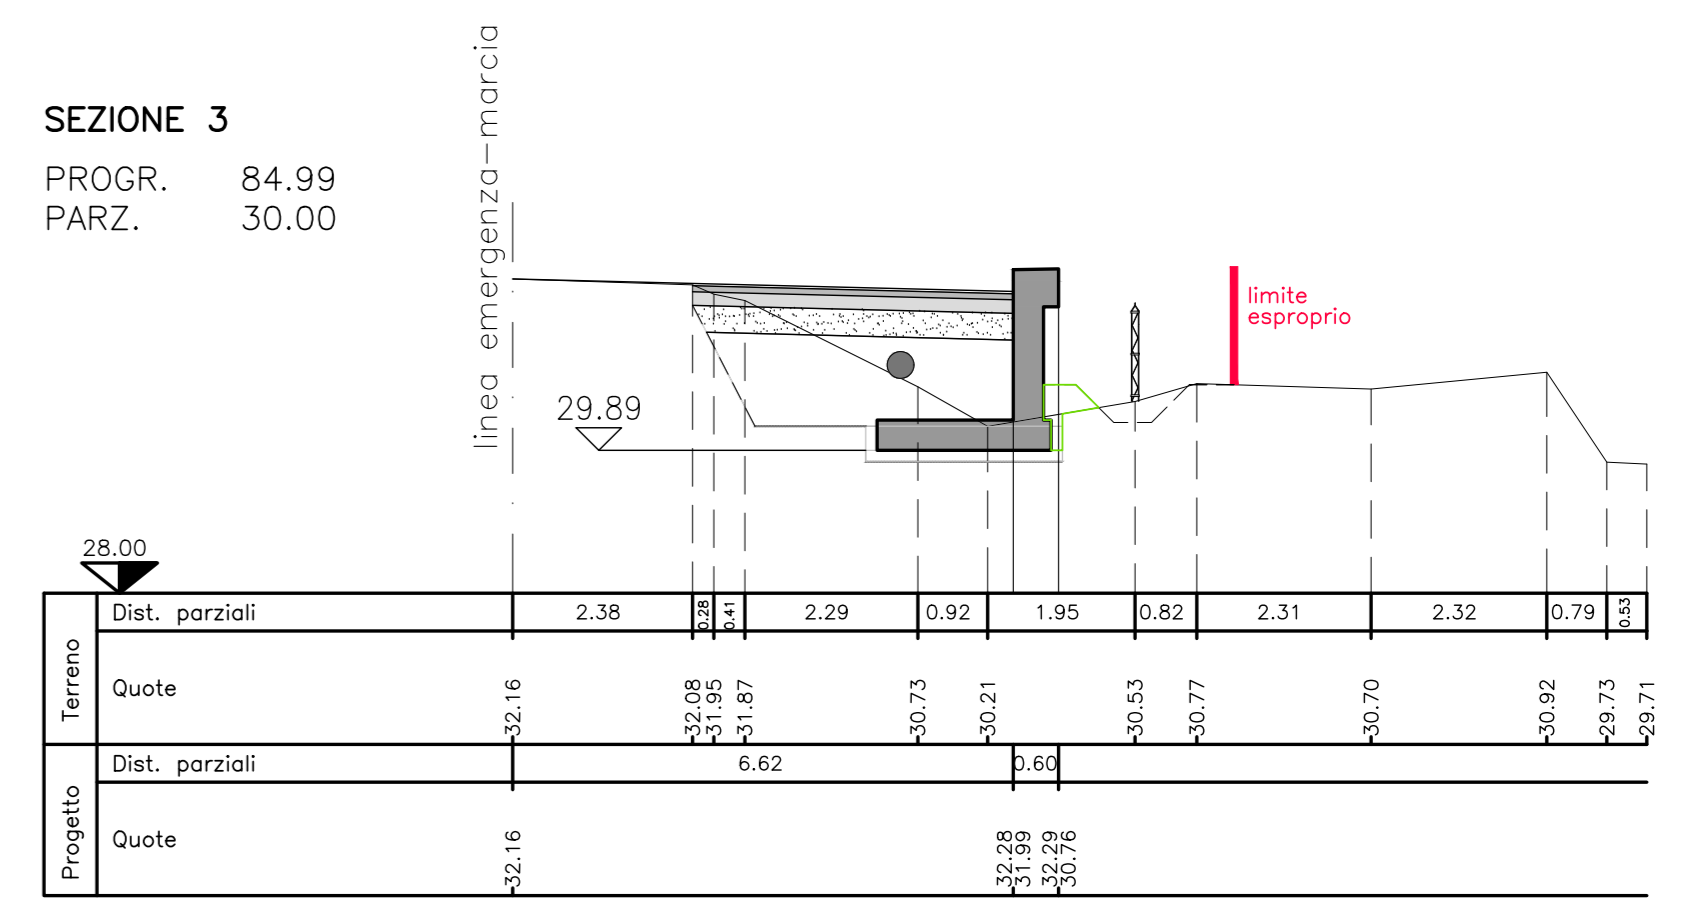 linea emergenza-marcia
SEZIONE 3
PROGR. 84.99
PARZ. 30.00
limite
esproprio
29.89
28.00
Terreno
Dist. parziali 2.38 0.28 0.41 2.29 0.92 1.95 0.82 2.31 2.32 0.79 0.53
Quote 32.16 32.08 31.95 31.87 30.73 30.21 30.53 30.77 30.70 30.92 29.73 29.71
Progetto
Dist. parziali 6.62 0.60
Quote 32.16 32.28 31.99 32.29 30.76